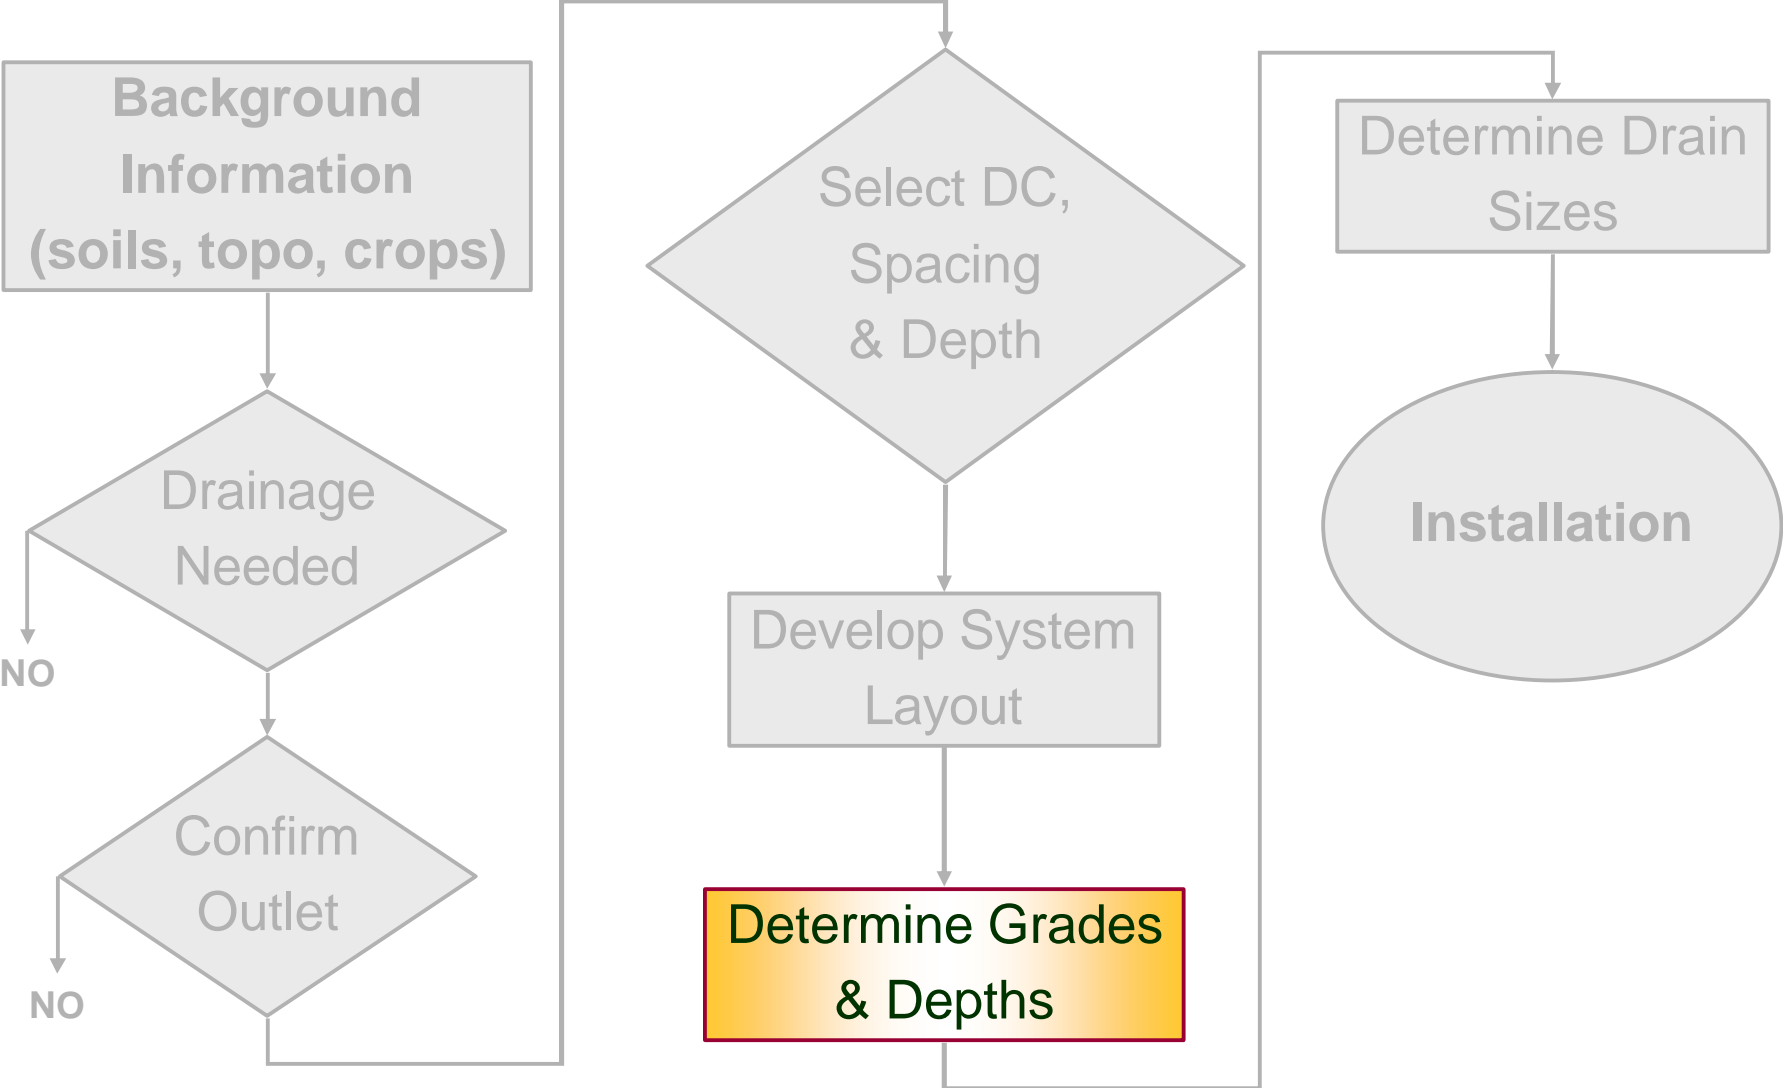 Background
Information
(soils, topo, crops)
Drainage
Needed
NO
Confirm
Outlet
NO
Select DC,
Spacing
& Depth
Develop System
Layout
Determine Grades
& Depths
Determine Drain
Sizes
Installation